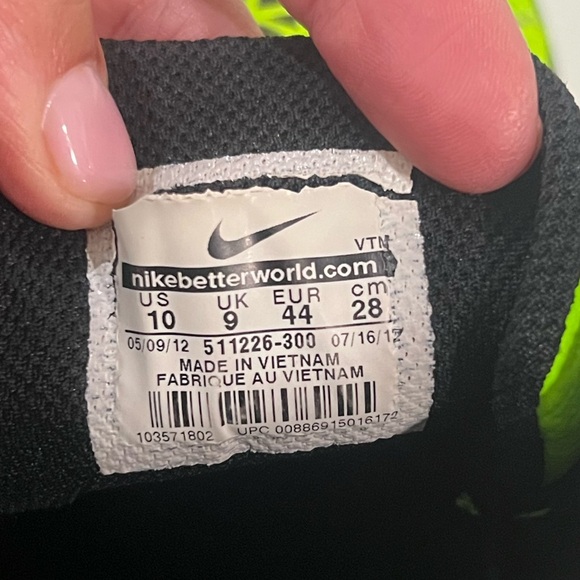 VTN
nikebetterworld.com
US UK EUR cm
10 9 44 28
05/09/12 511226-300 07/16/12
MADE IN VIETNAM
FABRIQUE AU VIETNAM
103571802 UPC 00886915016172